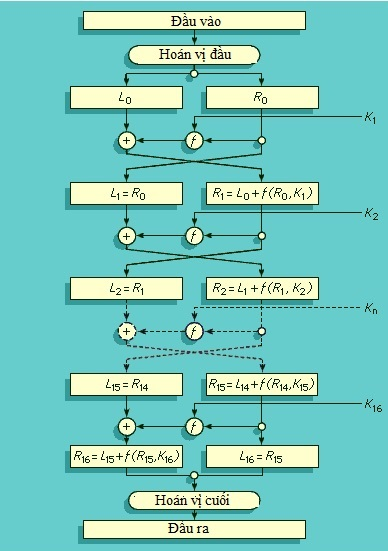 Đầu vào
Hoán vị đầu
L0 R0
K1
+ f
L1 = R0 R1 = L0 + f(R0, K1)
K2
+ f
L2 = R1 R2 = L1 + f(R1, K2)
Kn
+ f
L15 = R14 R15 = L14 + f(R14, K15)
K16
+ f
R16 = L15 + f(R15, K16) L16 = R15
Hoán vị cuối
Đầu ra